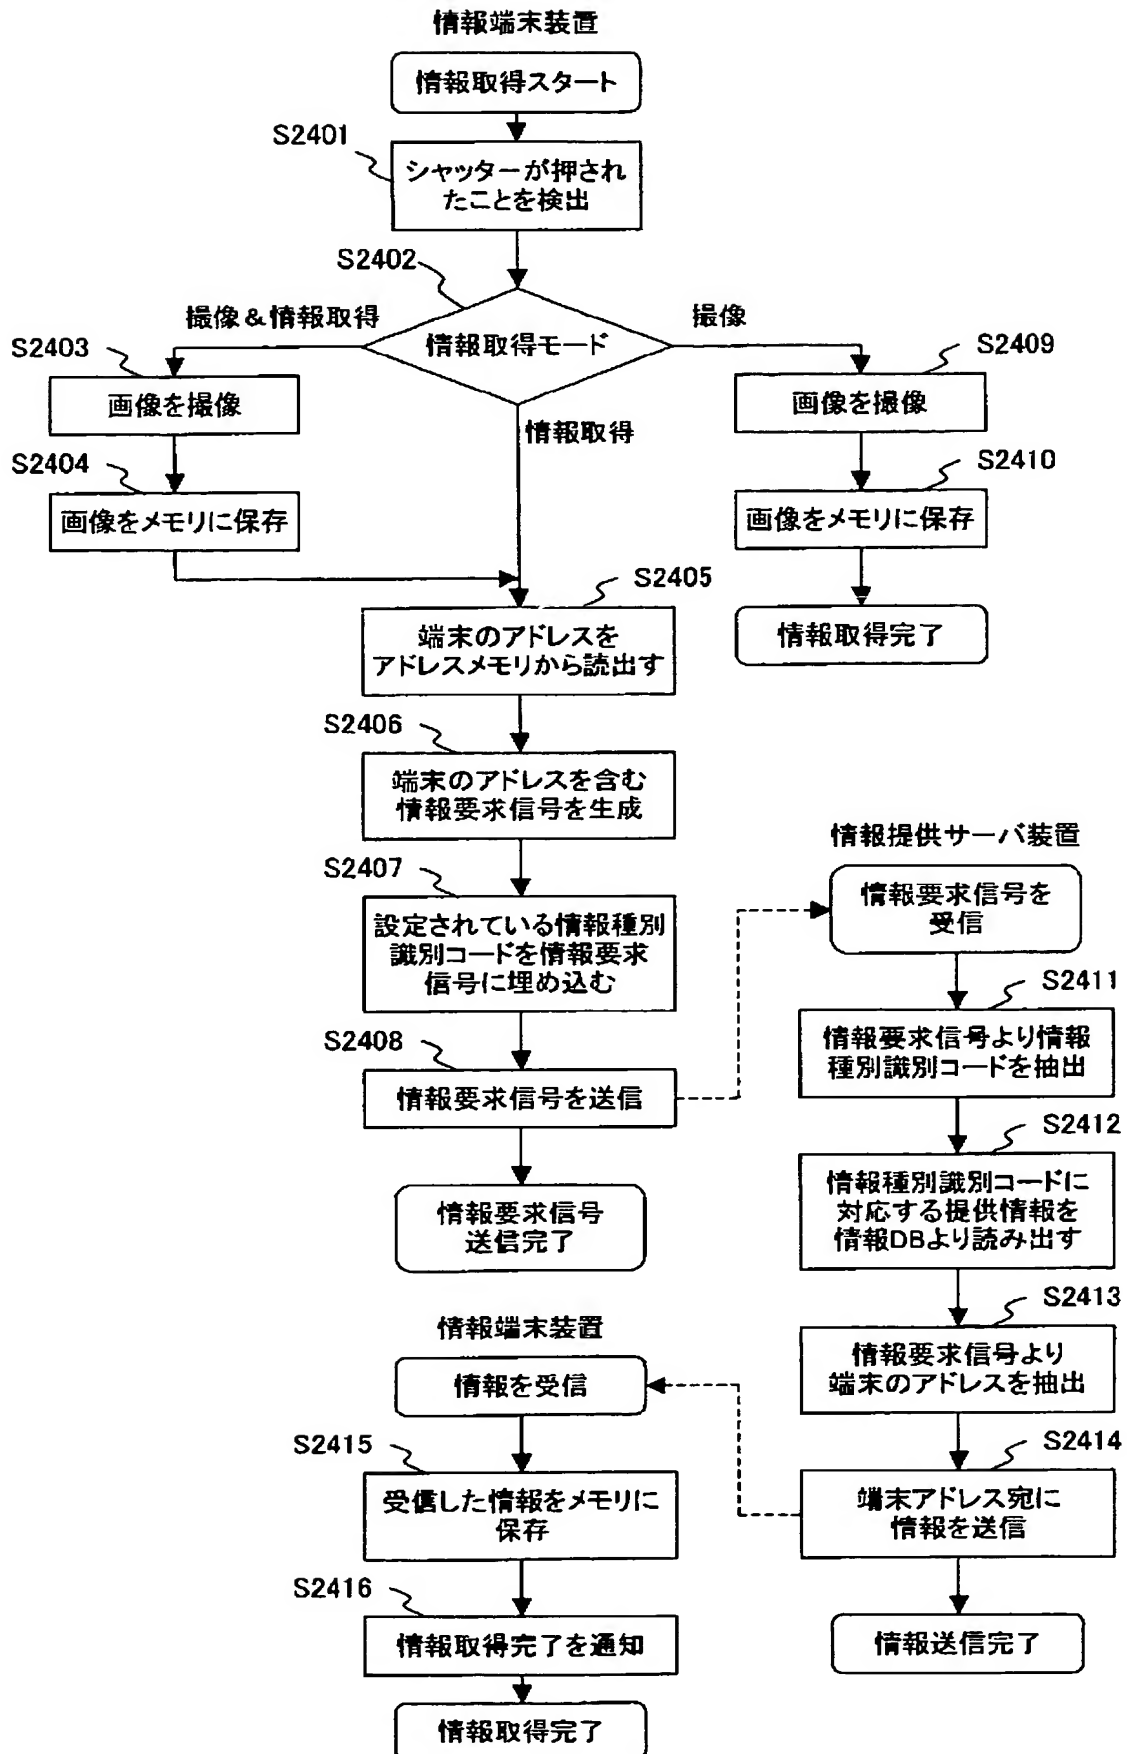 情報端末装置
情報取得スタート
S2401
シャッターが押され
たことを検出
S2402
撮像&情報取得
情報取得モード
撮像
情報取得
S2403
画像を撮像
S2404
画像をメモリに保存
S2409
画像を撮像
S2410
画像をメモリに保存
情報取得完了
S2405
端末のアドレスを
アドレスメモリから読出す
S2406
端末のアドレスを含む
情報要求信号を生成
S2407
設定されている情報種別
識別コードを情報要求
信号に埋め込む
S2408
情報要求信号を送信
情報要求信号
送信完了
情報提供サーバ装置
情報要求信号を
受信
S2411
情報要求信号より情報
種別識別コードを抽出
S2412
情報種別識別コードに
対応する提供情報を
情報DBより読み出す
S2413
情報要求信号より
端末のアドレスを抽出
S2414
端末アドレス宛に
情報を送信
情報送信完了
情報端末装置
情報を受信
S2415
受信した情報をメモリに
保存
S2416
情報取得完了を通知
情報取得完了